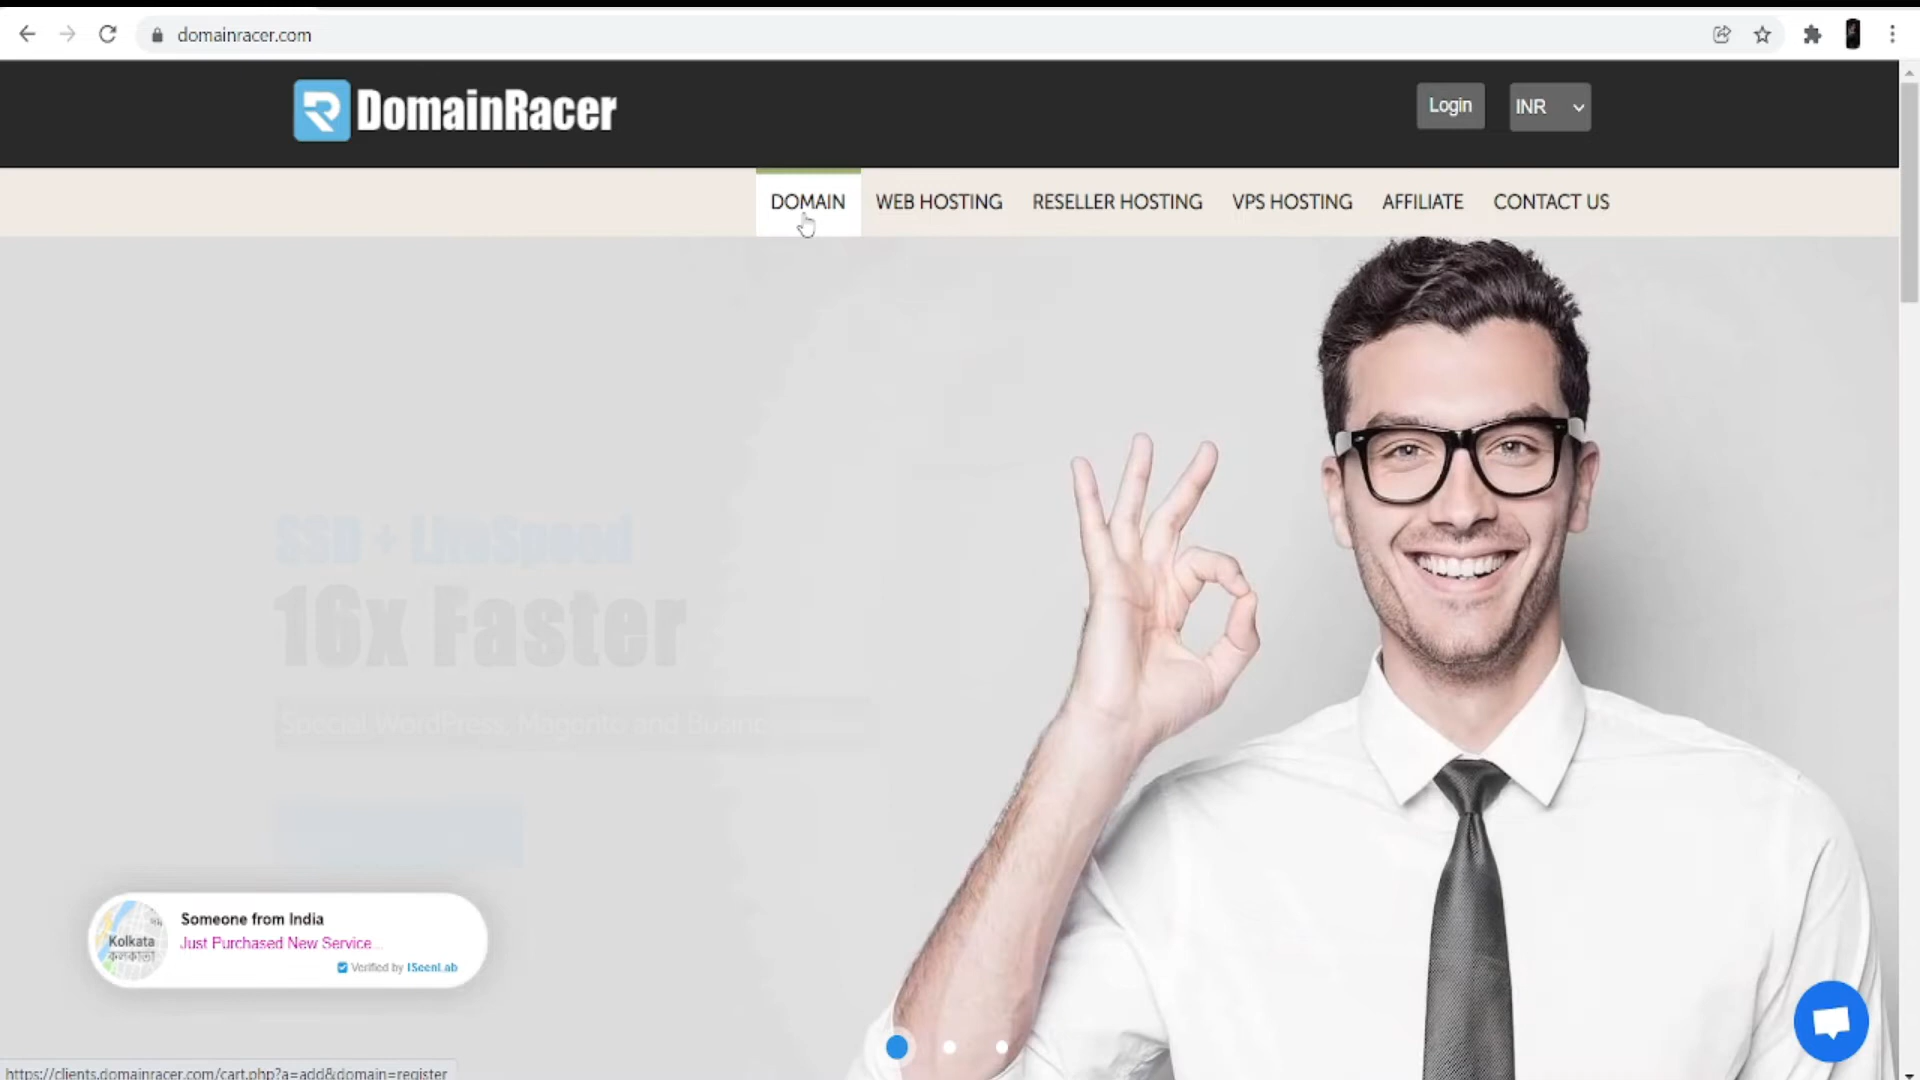 domainracer.com
DomainRacer
Login
INR
DOMAIN WEB HOSTING RESELLER HOSTING VPS HOSTING AFFILIATE CONTACT US
SSD + LiteSpeed
16x Faster
Special WordPress, Magento and Busine
Someone from India
Just Purchased New Service...
Verified by ISeenLab
Kolkata
কলকাতা
https://clients.domainracer.com/cart.php?a=add&domain=register